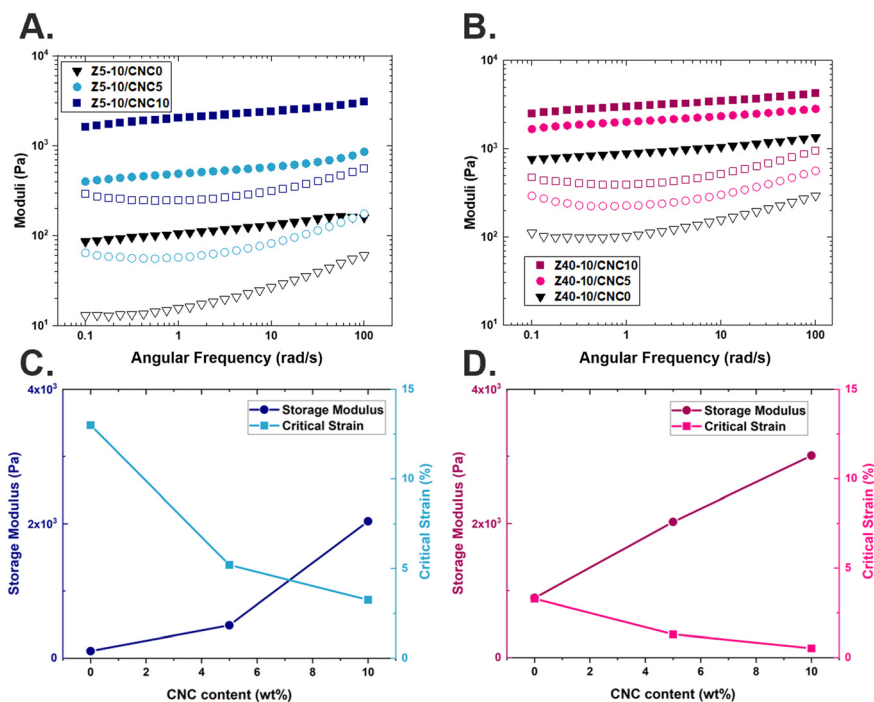 A.
10⁴
10³
10²
10¹
Moduli (Pa)
Z5-10/CNC0
Z5-10/CNC5
Z5-10/CNC10
0.1
1
10
100
Angular Frequency (rad/s)
B.
10⁴
10³
10²
10¹
Moduli (Pa)
Z40-10/CNC10
Z40-10/CNC5
Z40-10/CNC0
0.1
1
10
100
Angular Frequency (rad/s)
C.
4x10³
2x10³
0
Storage Modulus (Pa)
Storage Modulus
Critical Strain
15
10
5
0
Critical Strain (%)
0
2
4
6
8
10
CNC content (wt%)
D.
4x10³
2x10³
0
Storage Modulus (Pa)
Storage Modulus
Critical Strain
15
10
5
0
Critical Strain (%)
0
2
4
6
8
10
CNC content (wt%)